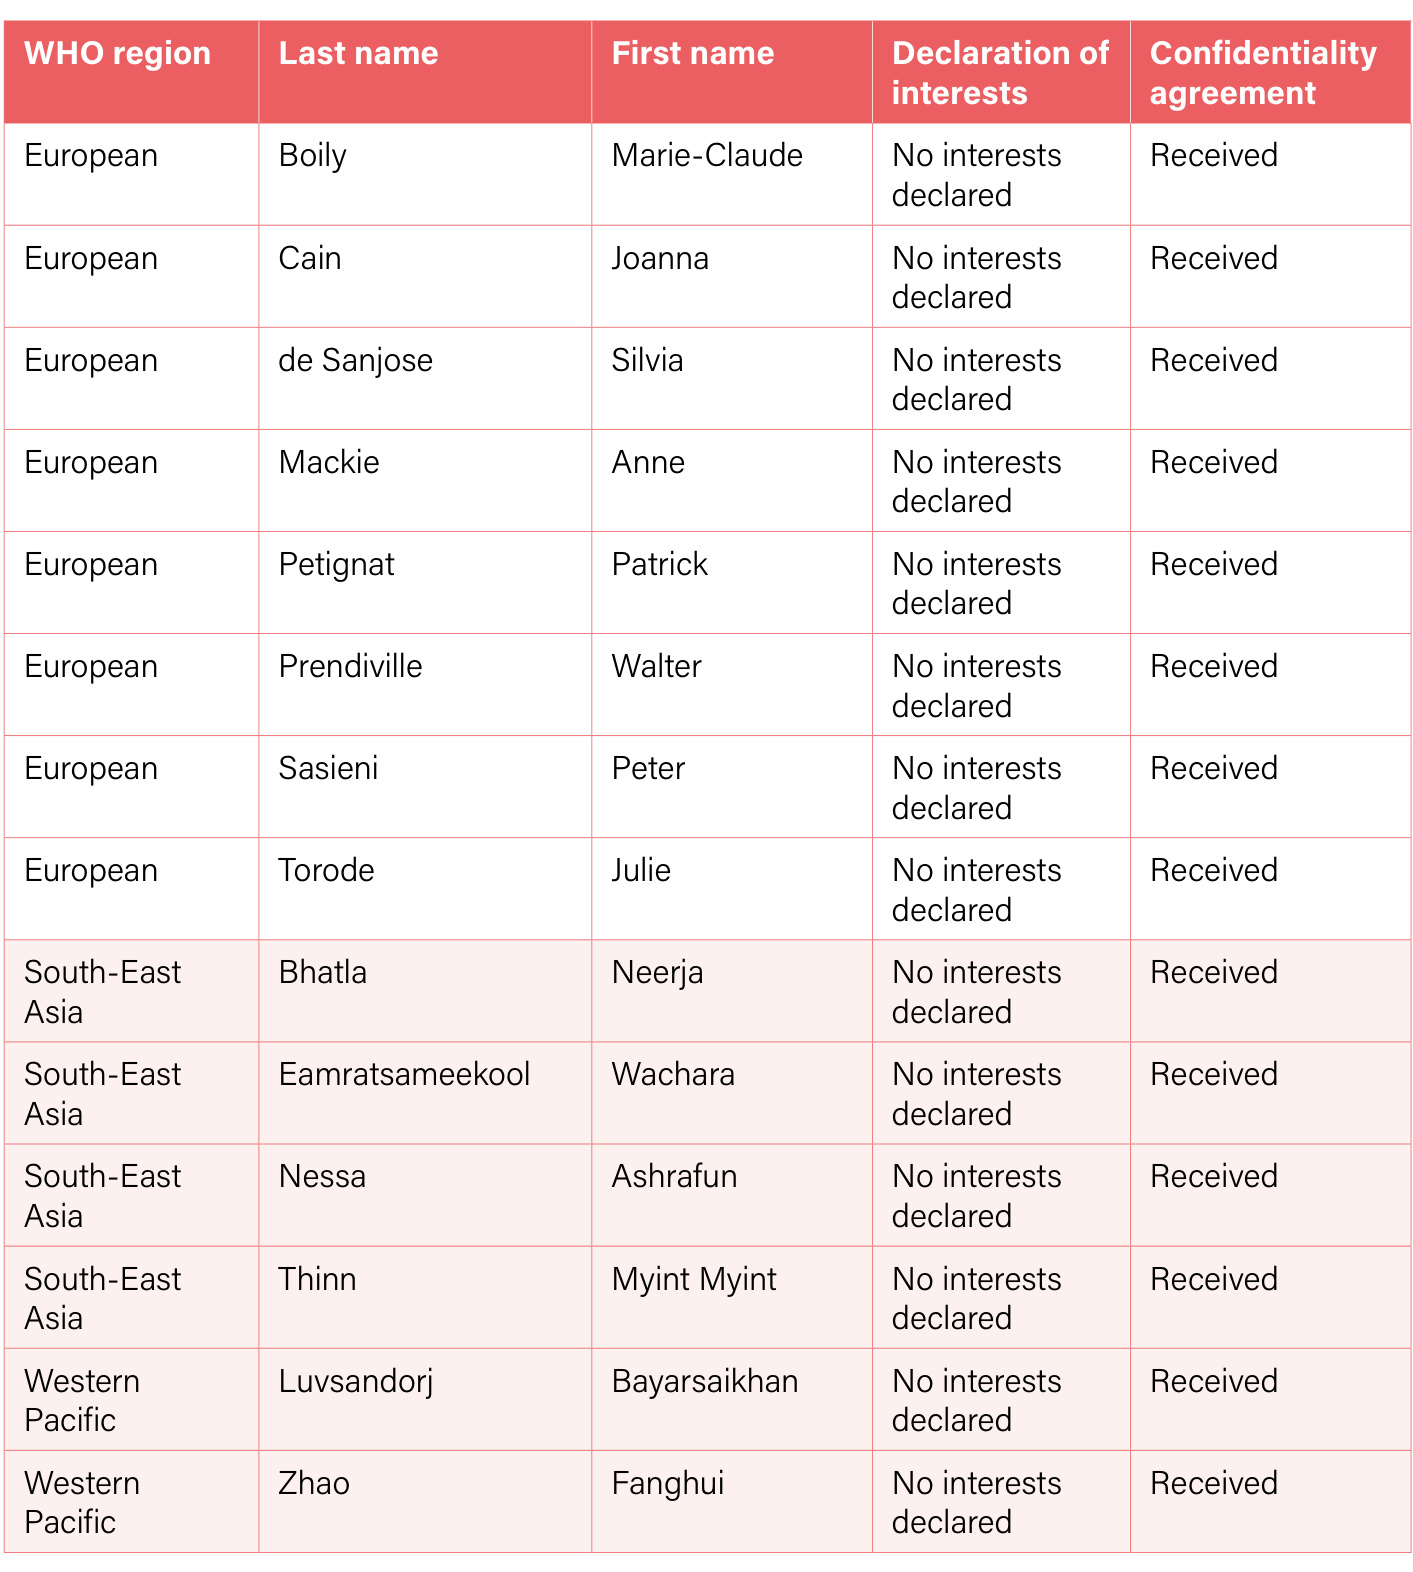 WHO region Last name First name Declaration of interests Confidentiality agreement
European Boily Marie-Claude No interests declared Received
European Cain Joanna No interests declared Received
European de Sanjose Silvia No interests declared Received
European Mackie Anne No interests declared Received
European Petignat Patrick No interests declared Received
European Prendiville Walter No interests declared Received
European Sasieni Peter No interests declared Received
European Torode Julie No interests declared Received
South-East Asia Bhatla Neerja No interests declared Received
South-East Asia Eamratsameekool Wachara No interests declared Received
South-East Asia Nessa Ashrafun No interests declared Received
South-East Asia Thinn Myint Myint No interests declared Received
Western Pacific Luvsandorj Bayarsaikhan No interests declared Received
Western Pacific Zhao Fanghui No interests declared Received